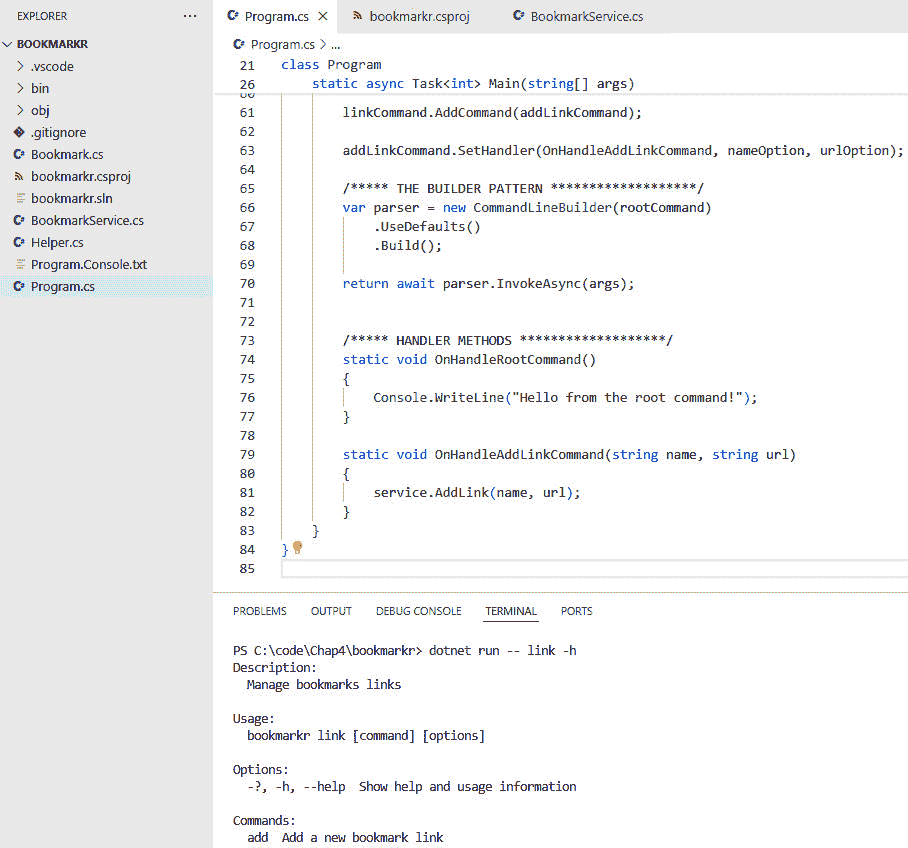 EXPLORER ...
BOOKMARKR
.vscode
bin
obj
.gitignore
Bookmark.cs
bookmarkr.csproj
bookmarkr.sln
BookmarkService.cs
Helper.cs
Program.Console.txt
Program.cs
Program.cs bookmarkr.csproj BookmarkService.cs
Program.cs > ...
21 class Program
26 static async Task<int> Main(string[] args)
61 linkCommand.AddCommand(addLinkCommand);
62
63 addLinkCommand.SetHandler(OnHandleAddLinkCommand, nameOption, urlOption);
64
65 /***** THE BUILDER PATTERN *******************/
66 var parser = new CommandLineBuilder(rootCommand)
67 .UseDefaults()
68 .Build();
69
70 return await parser.InvokeAsync(args);
71
72
73 /***** HANDLER METHODS *******************/
74 static void OnHandleRootCommand()
75 {
76 Console.WriteLine("Hello from the root command!");
77 }
78
79 static void OnHandleAddLinkCommand(string name, string url)
80 {
81 service.AddLink(name, url);
82 }
83 }
84 }
85
PROBLEMS OUTPUT DEBUG CONSOLE TERMINAL PORTS
PS C:\code\Chap4\bookmarkr> dotnet run -- link -h
Description:
Manage bookmarks links
Usage:
bookmarkr link [command] [options]
Options:
-?, -h, --help Show help and usage information
Commands:
add Add a new bookmark link